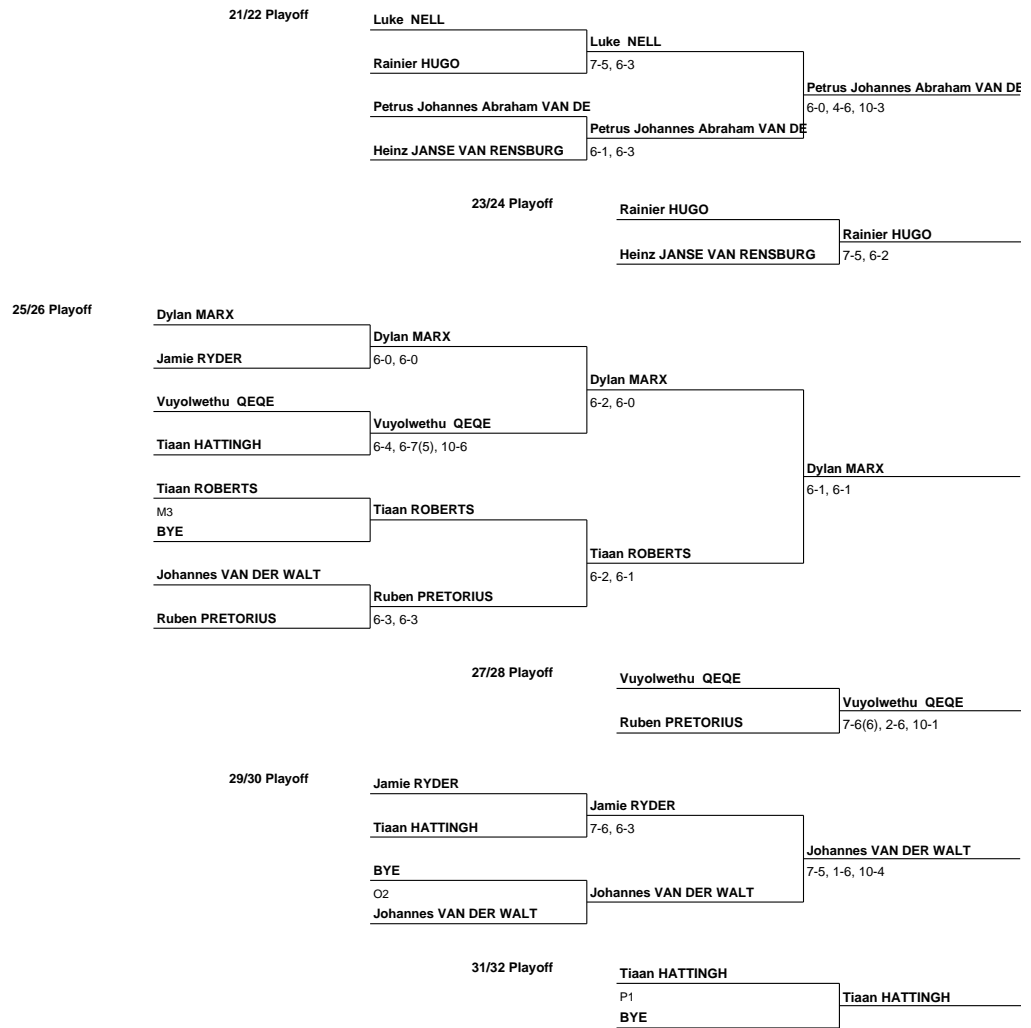 21/22 Playoff
Luke NELL
Luke NELL
Rainier HUGO
7-5, 6-3
Petrus Johannes Abraham VAN DE
6-0, 4-6, 10-3
Petrus Johannes Abraham VAN DE
Petrus Johannes Abraham VAN DE
Heinz JANSE VAN RENSBURG
6-1, 6-3
23/24 Playoff
Rainier HUGO
Rainier HUGO
Heinz JANSE VAN RENSBURG
7-5, 6-2
25/26 Playoff
Dylan MARX
Dylan MARX
Jamie RYDER
6-0, 6-0
Dylan MARX
6-2, 6-0
Vuyolwethu QEQE
Vuyolwethu QEQE
Tiaan HATTINGH
6-4, 6-7(5), 10-6
Dylan MARX
6-1, 6-1
Tiaan ROBERTS
M3
Tiaan ROBERTS
BYE
Tiaan ROBERTS
6-2, 6-1
Johannes VAN DER WALT
Ruben PRETORIUS
Ruben PRETORIUS
6-3, 6-3
27/28 Playoff
Vuyolwethu QEQE
Vuyolwethu QEQE
Ruben PRETORIUS
7-6(6), 2-6, 10-1
29/30 Playoff
Jamie RYDER
Jamie RYDER
Tiaan HATTINGH
7-6, 6-3
Johannes VAN DER WALT
7-5, 1-6, 10-4
BYE
O2
Johannes VAN DER WALT
Johannes VAN DER WALT
31/32 Playoff
Tiaan HATTINGH
P1
Tiaan HATTINGH
BYE